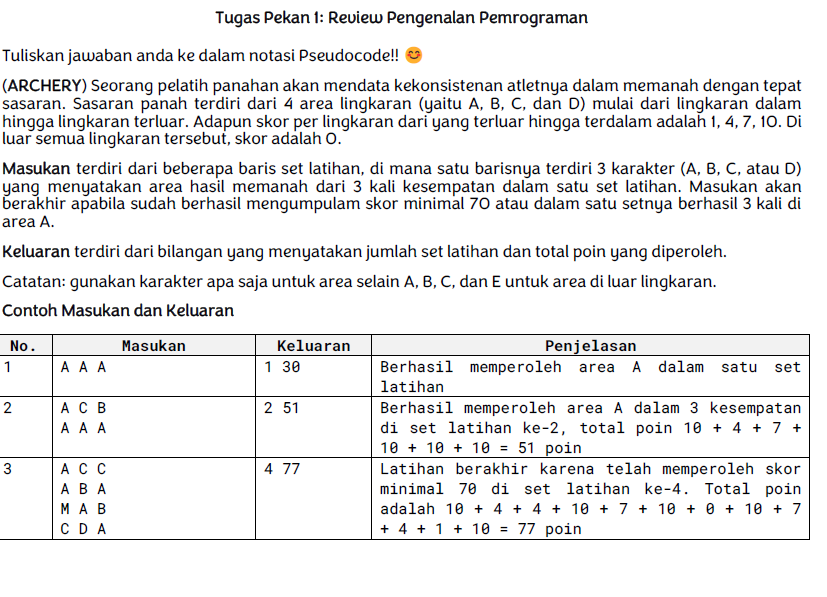 Tugas Pekan 1: Review Pengenalan Pemrograman
Tuliskan jawaban anda ke dalam notasi Pseudocode!! 😊
(ARCHERY) Seorang pelatih panahan akan mendata kekonsistenan atletnya dalam memanah dengan tepat
sasaran. Sasaran panah terdiri dari 4 area lingkaran (yaitu A, B, C, dan D) mulai dari lingkaran dalam
hingga lingkaran terluar. Adapun skor per lingkaran dari yang terluar hingga terdalam adalah 1, 4, 7, 10. Di
luar semua lingkaran tersebut, skor adalah 0.
Masukan terdiri dari beberapa baris set latihan, di mana satu barisnya terdiri 3 karakter (A, B, C, atau D)
yang menyatakan area hasil memanah dari 3 kali kesempatan dalam satu set latihan. Masukan akan
berakhir apabila sudah berhasil mengumpulam skor minimal 70 atau dalam satu setnya berhasil 3 kali di
area A.
Keluaran terdiri dari bilangan yang menyatakan jumlah set latihan dan total poin yang diperoleh.
Catatan: gunakan karakter apa saja untuk area selain A, B, C, dan E untuk area di luar lingkaran.
Contoh Masukan dan Keluaran
No. Masukan Keluaran Penjelasan
1 A A A 1 30 Berhasil memperoleh area A dalam satu set
latihan
2 A C B 2 51 Berhasil memperoleh area A dalam 3 kesempatan
A A A di set latihan ke-2, total poin 10 + 4 + 7 +
10 + 10 + 10 = 51 poin
3 A C C 4 77 Latihan berakhir karena telah memperoleh skor
A B A minimal 70 di set latihan ke-4. Total poin
M A B adalah 10 + 4 + 4 + 10 + 7 + 10 + 0 + 10 + 7
C D A + 4 + 1 + 10 = 77 poin